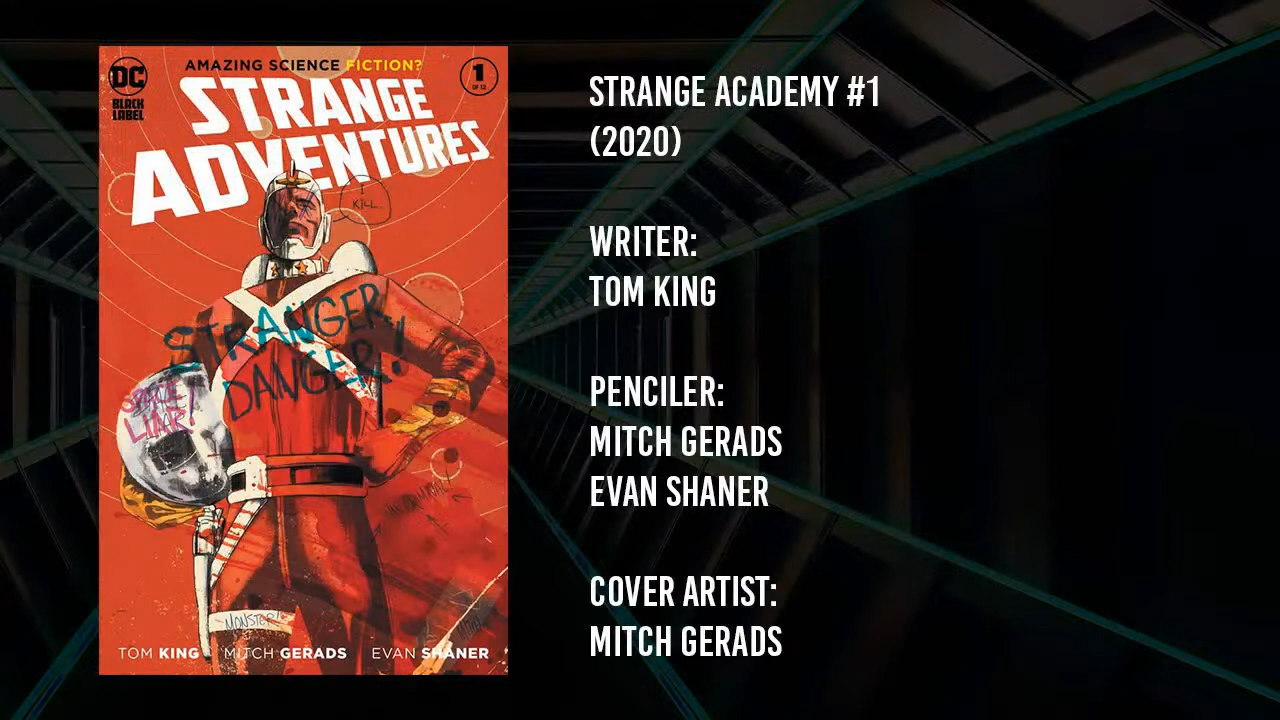 DC
BLACK
LABEL
AMAZING SCIENCE FICTION?
1
OF 12
STRANGE
ADVENTURES
I
KILL
STRANGER
DANGER!
SPACE
LIAR!
MONSTER!
TOM KING MITCH GERADS EVAN SHANER
STRANGE ACADEMY #1
(2020)
WRITER:
TOM KING
PENCILER:
MITCH GERADS
EVAN SHANER
COVER ARTIST:
MITCH GERADS